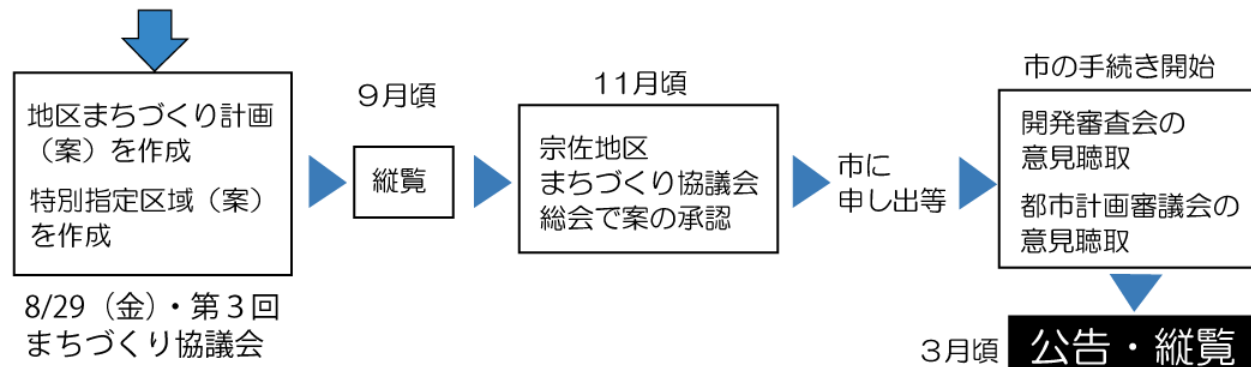 地区まちづくり計画
（案）を作成
特別指定区域（案）
を作成
8/29（金）・第３回
まちづくり協議会
９月頃
縦覧
11月頃
宗佐地区
まちづくり協議会
総会で案の承認
市に
申し出等
市の手続き開始
開発審査会の
意見聴取
都市計画審議会の
意見聴取
３月頃
公告・縦覧